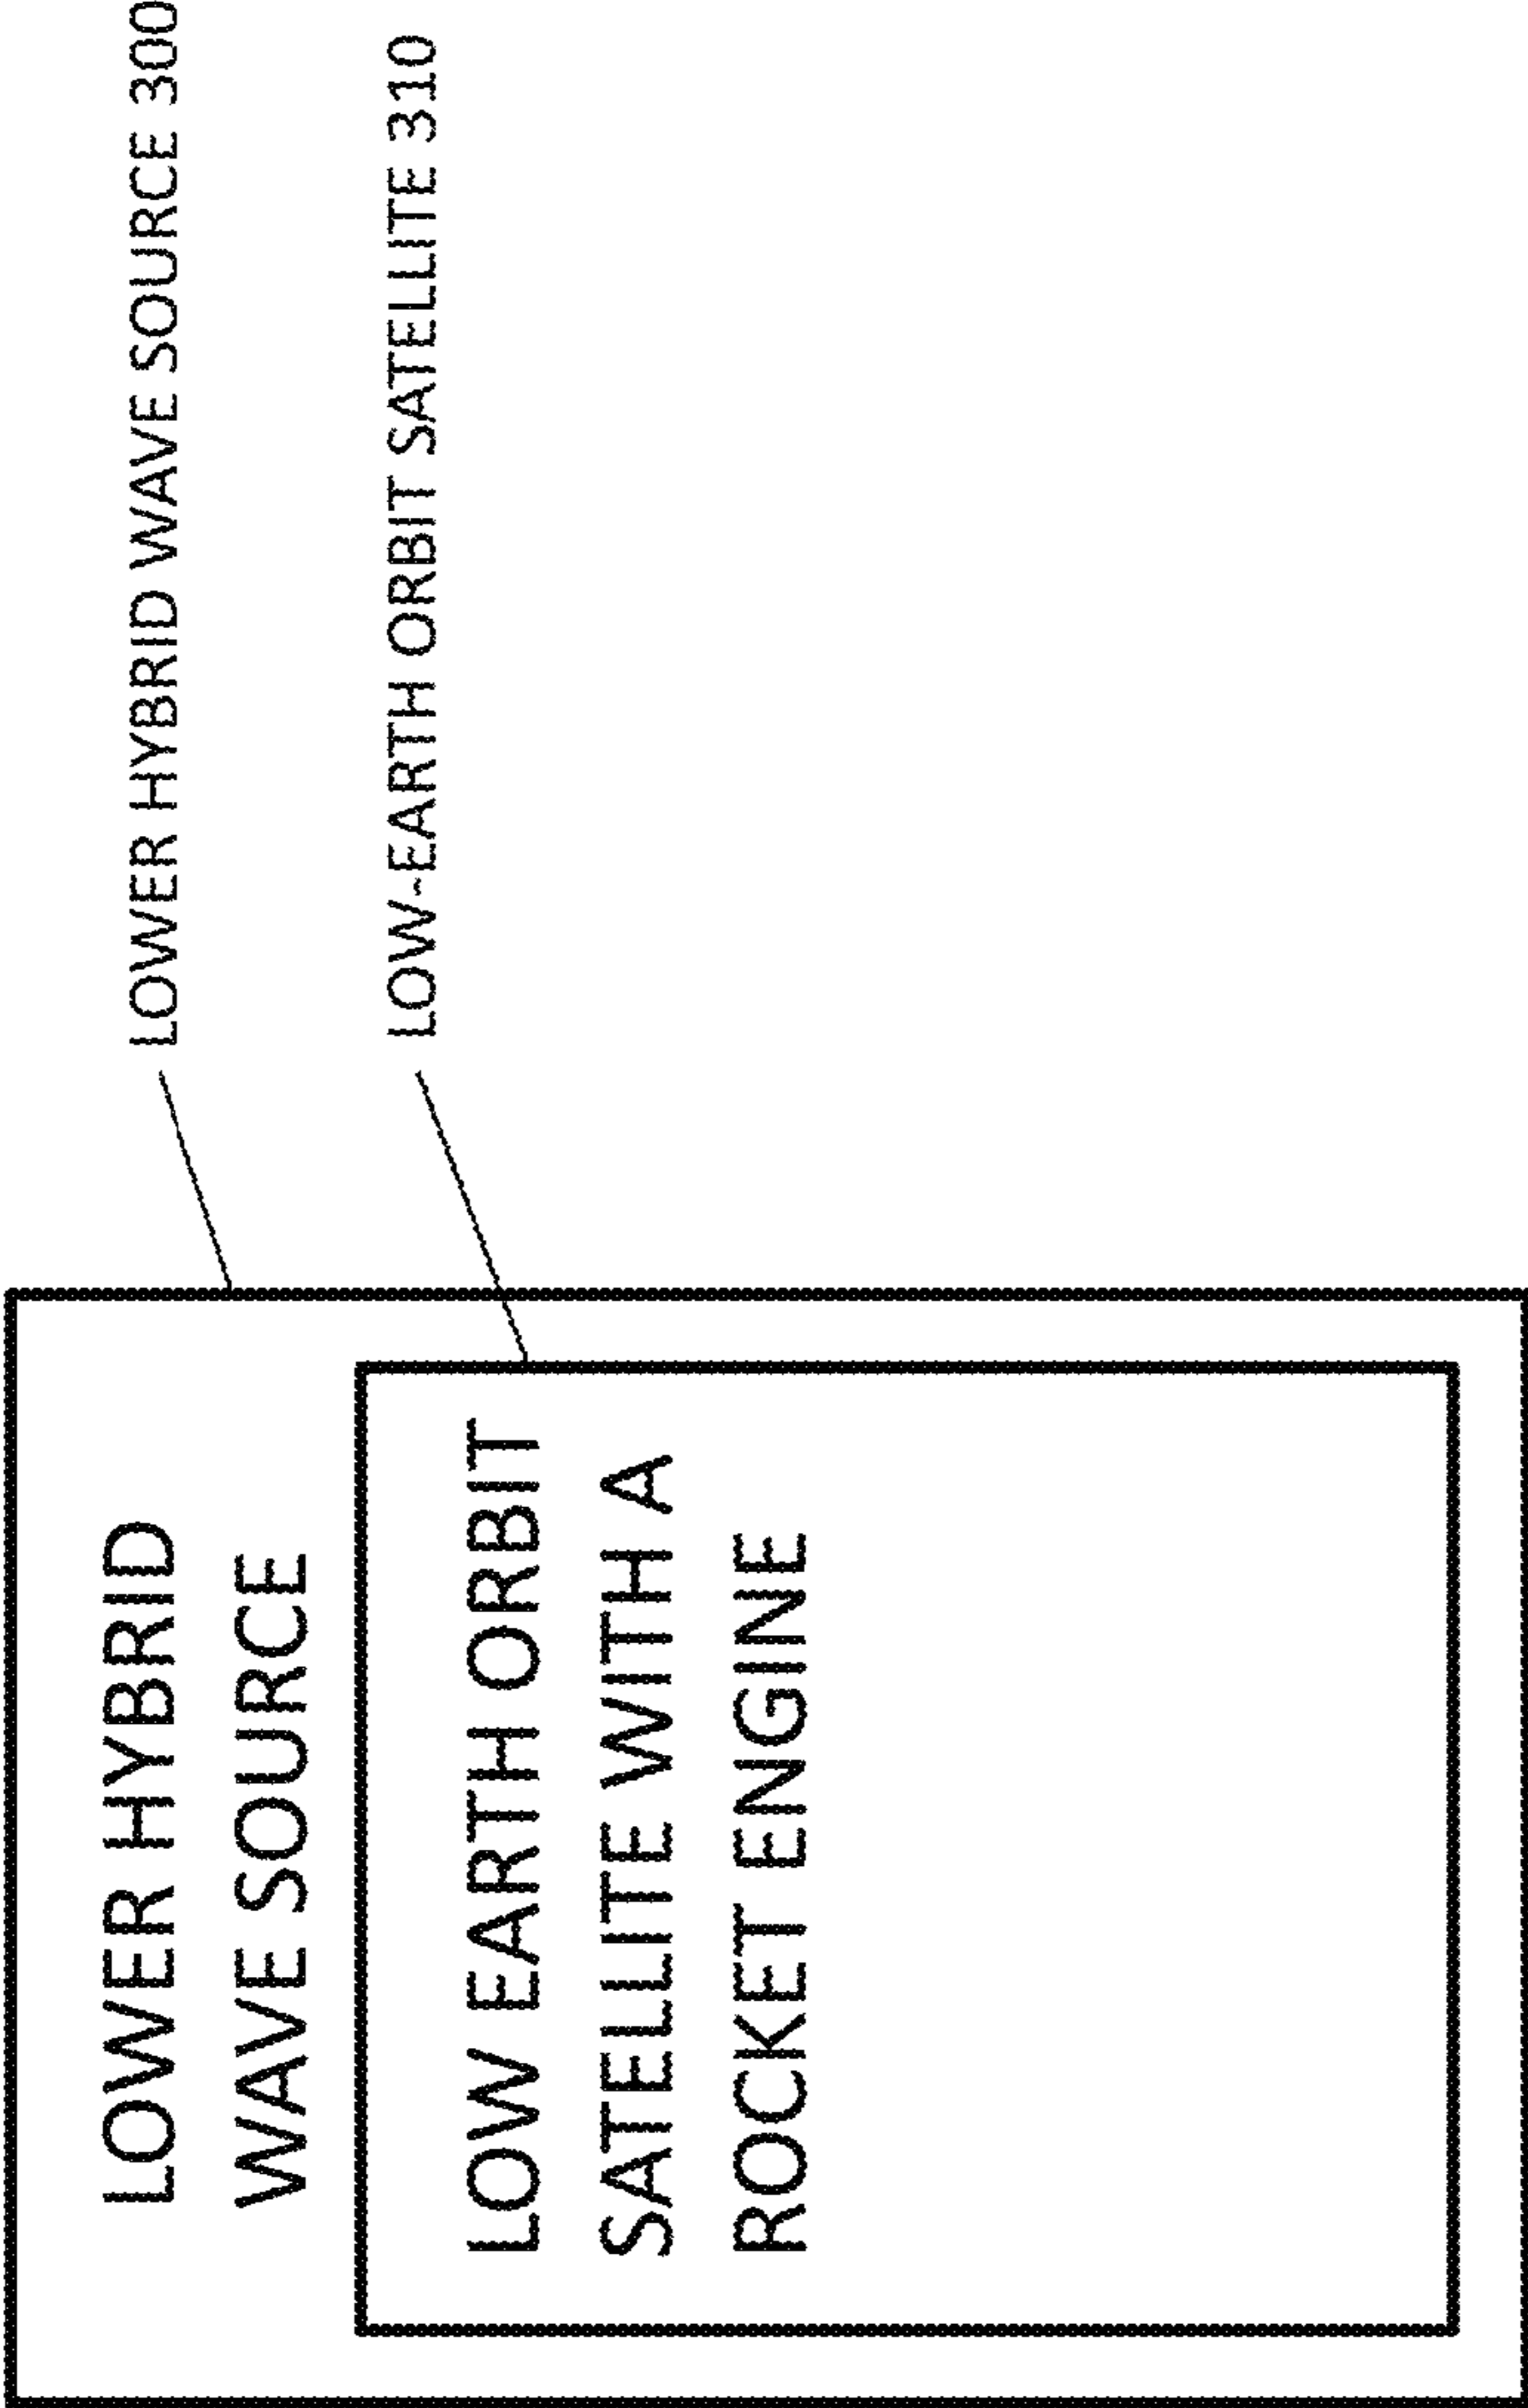 LOWER HYBRID
WAVE SOURCE
LOW EARTH ORBIT
SATELLITE WITH A
ROCKET ENGINE
LOWER HYBRID WAVE SOURCE 300
LOW-EARTH ORBIT SATELLITE 310